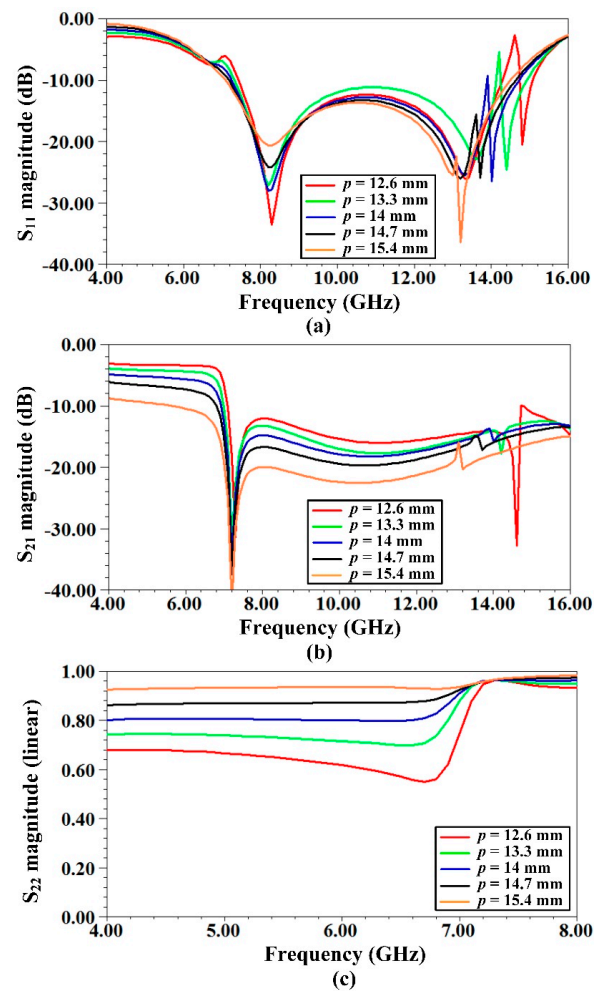 0.00
-10.00
-20.00
-30.00
-40.00
S11 magnitude (dB)
p = 12.6 mm
p = 13.3 mm
p = 14 mm
p = 14.7 mm
p = 15.4 mm
4.00 6.00 8.00 10.00 12.00 14.00 16.00
Frequency (GHz)
(a)
0.00
-10.00
-20.00
-30.00
-40.00
S21 magnitude (dB)
p = 12.6 mm
p = 13.3 mm
p = 14 mm
p = 14.7 mm
p = 15.4 mm
4.00 6.00 8.00 10.00 12.00 14.00 16.00
Frequency (GHz)
(b)
1.00
0.80
0.60
0.40
0.20
0.00
S22 magnitude (linear)
p = 12.6 mm
p = 13.3 mm
p = 14 mm
p = 14.7 mm
p = 15.4 mm
4.00 5.00 6.00 7.00 8.00
Frequency (GHz)
(c)